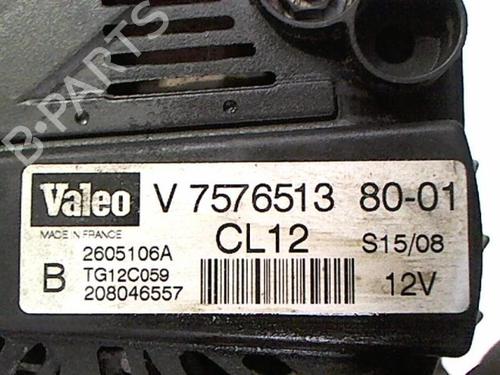 B-PARTS
Valeo V 7576513 80-01
MADE IN FRANCE
CL12 S15/08
2605106A
B TG12C059
208046557
12V